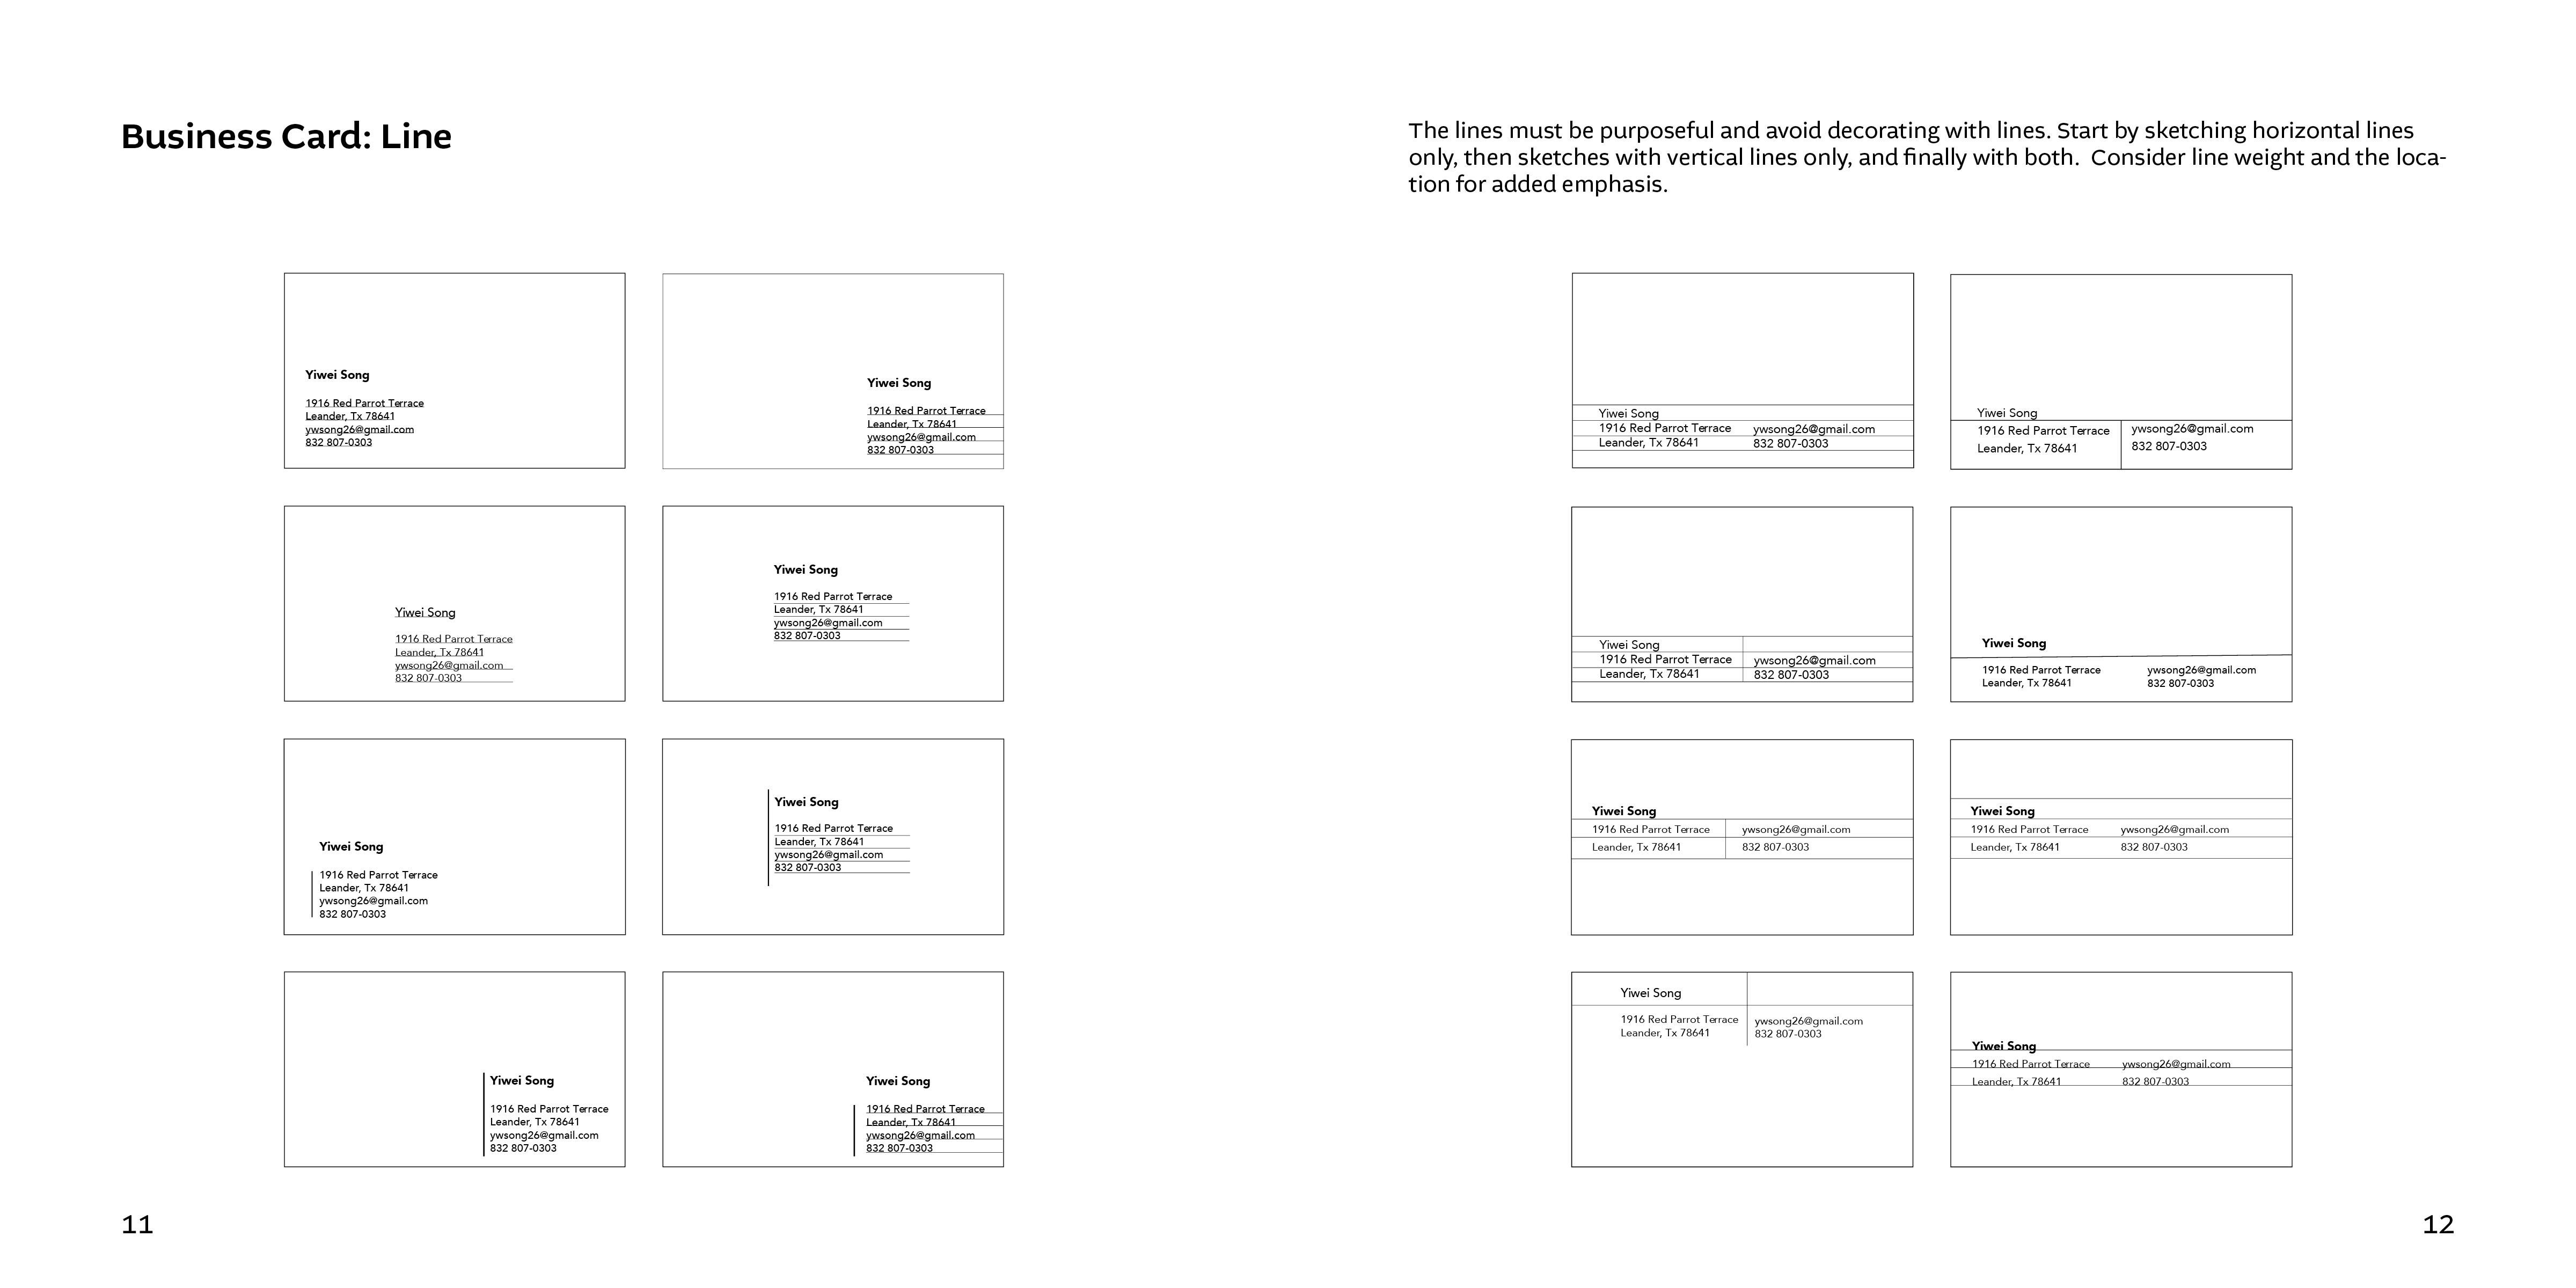 Business Card: Line
Yiwei Song
1916 Red Parrot Terrace
Leander, Tx 78641
ywsong26@gmail.com
832 807-0303
Yiwei Song
1916 Red Parrot Terrace
Leander, Tx 78641
ywsong26@gmail.com
832 807-0303
Yiwei Song
1916 Red Parrot Terrace
Leander, Tx 78641
ywsong26@gmail.com
832 807-0303
Yiwei Song
1916 Red Parrot Terrace
Leander, Tx 78641
ywsong26@gmail.com
832 807-0303
Yiwei Song
1916 Red Parrot Terrace
Leander, Tx 78641
ywsong26@gmail.com
832 807-0303
Yiwei Song
1916 Red Parrot Terrace
Leander, Tx 78641
ywsong26@gmail.com
832 807-0303
Yiwei Song
1916 Red Parrot Terrace
Leander, Tx 78641
ywsong26@gmail.com
832 807-0303
Yiwei Song
1916 Red Parrot Terrace
Leander, Tx 78641
ywsong26@gmail.com
832 807-0303
11
The lines must be purposeful and avoid decorating with lines. Start by sketching horizontal lines
only, then sketches with vertical lines only, and finally with both.  Consider line weight and the loca-
tion for added emphasis.
Yiwei Song
1916 Red Parrot Terrace ywsong26@gmail.com
Leander, Tx 78641 832 807-0303
Yiwei Song
1916 Red Parrot Terrace ywsong26@gmail.com
Leander, Tx 78641 832 807-0303
Yiwei Song
1916 Red Parrot Terrace ywsong26@gmail.com
Leander, Tx 78641 832 807-0303
Yiwei Song
1916 Red Parrot Terrace ywsong26@gmail.com
Leander, Tx 78641 832 807-0303
Yiwei Song
1916 Red Parrot Terrace ywsong26@gmail.com
Leander, Tx 78641 832 807-0303
Yiwei Song
1916 Red Parrot Terrace ywsong26@gmail.com
Leander, Tx 78641 832 807-0303
Yiwei Song
1916 Red Parrot Terrace ywsong26@gmail.com
Leander, Tx 78641 832 807-0303
Yiwei Song
1916 Red Parrot Terrace ywsong26@gmail.com
Leander, Tx 78641 832 807-0303
12